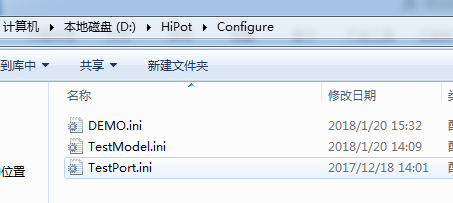 计算机 ▸ 本地磁盘 (D:) ▸ HiPot ▸ Configure
到库中 ▼ 共享 ▼ 新建文件夹
名称 修改日期
DEMO.ini 2018/1/20 15:32
TestModel.ini 2018/1/20 14:09
位置 TestPort.ini 2017/12/18 14:01